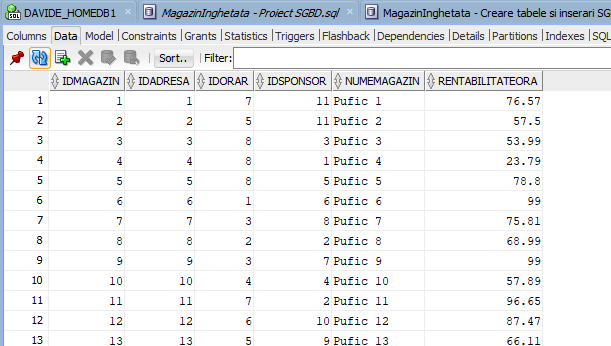 DAVIDE_HOMEDB1 MagazinInghetata - Proiect SGBD.sql MagazinInghetata - Creare tabele si inserari SG
Columns Data Model Constraints Grants Statistics Triggers Flashback Dependencies Details Partitions Indexes SQL
Sort.. Filter:
IDMAGAZIN IDADRESA IDORAR IDSPONSOR NUMEMAGAZIN RENTABILITATEORA
1 1 1 7 11 Pufic 1 76.57
2 2 2 5 11 Pufic 2 57.5
3 3 3 8 3 Pufic 3 53.99
4 4 4 8 1 Pufic 4 23.79
5 5 5 8 5 Pufic 5 78.8
6 6 6 1 6 Pufic 6 99
7 7 7 3 8 Pufic 7 75.81
8 8 8 2 2 Pufic 8 68.99
9 9 9 3 7 Pufic 9 99
10 10 10 4 4 Pufic 10 57.89
11 11 11 7 2 Pufic 11 96.65
12 12 12 6 10 Pufic 12 87.47
13 13 13 5 9 Pufic 13 66.11